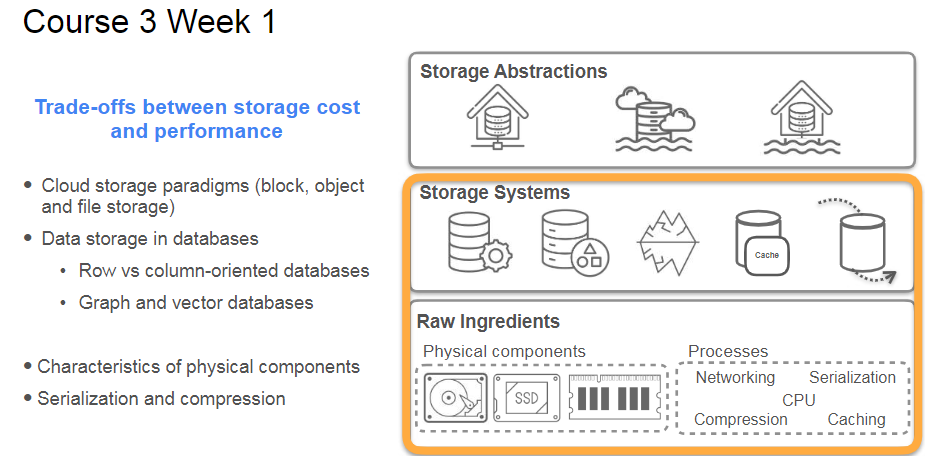 Course 3 Week 1
Trade-offs between storage cost
and performance
• Cloud storage paradigms (block, object
and file storage)
• Data storage in databases
• Row vs column-oriented databases
• Graph and vector databases
• Characteristics of physical components
• Serialization and compression
Storage Abstractions
Storage Systems
Cache
Raw Ingredients
Physical components
SSD
Processes
Networking Serialization
CPU
Compression Caching